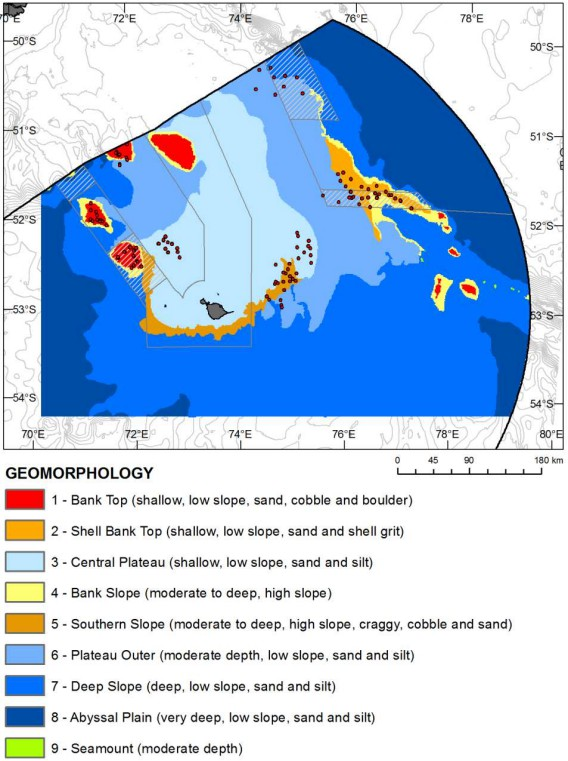 70°E 72°E 74°E 76°E 78°E
50°S 50°S
51°S 51°S
52°S 52°S
53°S 53°S
54°S 54°S
70°E 72°E 74°E 76°E 78°E 80°E
0 45 90 180 km
GEOMORPHOLOGY
1 - Bank Top (shallow, low slope, sand, cobble and boulder)
2 - Shell Bank Top (shallow, low slope, sand and shell grit)
3 - Central Plateau (shallow, low slope, sand and silt)
4 - Bank Slope (moderate to deep, high slope)
5 - Southern Slope (moderate to deep, high slope, craggy, cobble and sand)
6 - Plateau Outer (moderate depth, low slope, sand and silt)
7 - Deep Slope (deep, low slope, sand and silt)
8 - Abyssal Plain (very deep, low slope, sand and silt)
9 - Seamount (moderate depth)